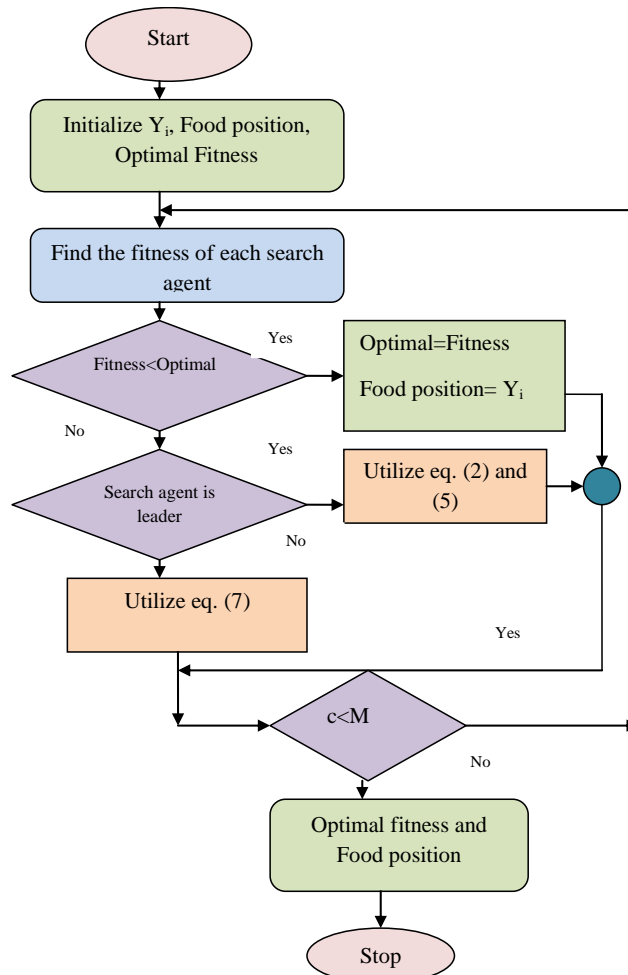 Start
Initialize Yi, Food position,
Optimal Fitness
Find the fitness of each search
agent
Yes
Fitness<Optimal
Optimal=Fitness
Food position= Yi
No
Yes
Search agent is
leader
Utilize eq. (2) and
(5)
No
Utilize eq. (7)
Yes
c<M
No
Optimal fitness and
Food position
Stop